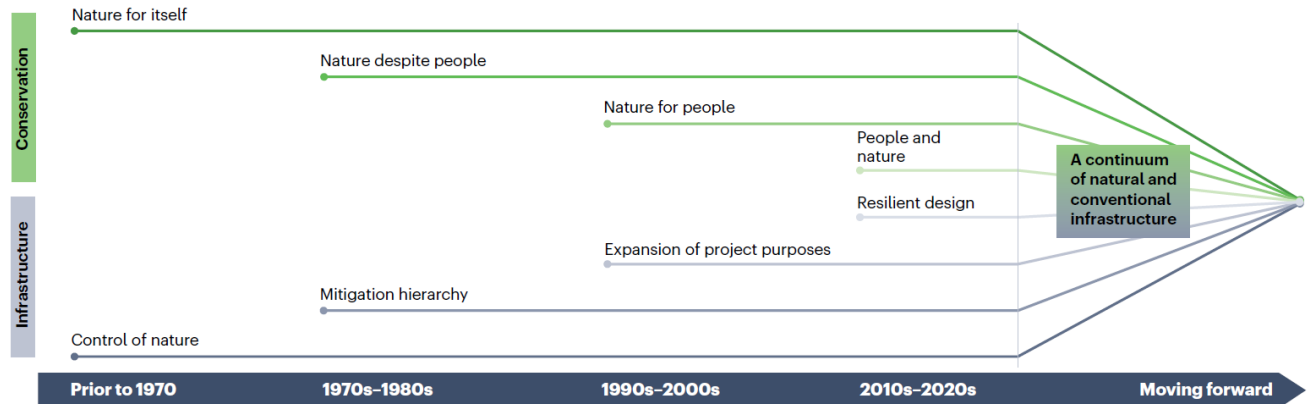 Conservation
Nature for itself
Nature despite people
Nature for people
People and
nature
A continuum
of natural and
conventional
infrastructure
Infrastructure
Resilient design
Expansion of project purposes
Mitigation hierarchy
Control of nature
Prior to 1970
1970s–1980s
1990s–2000s
2010s–2020s
Moving forward